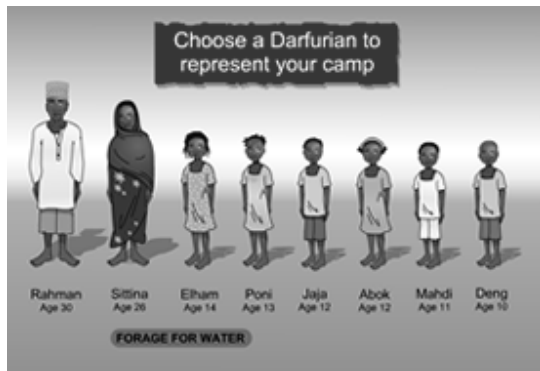 Choose a Darfurian to
represent your camp
Rahman Sittina Elham Poni Jaja Abok Mahdi Deng
Age 30 Age 26 Age 14 Age 13 Age 12 Age 12 Age 11 Age 10
FORAGE FOR WATER